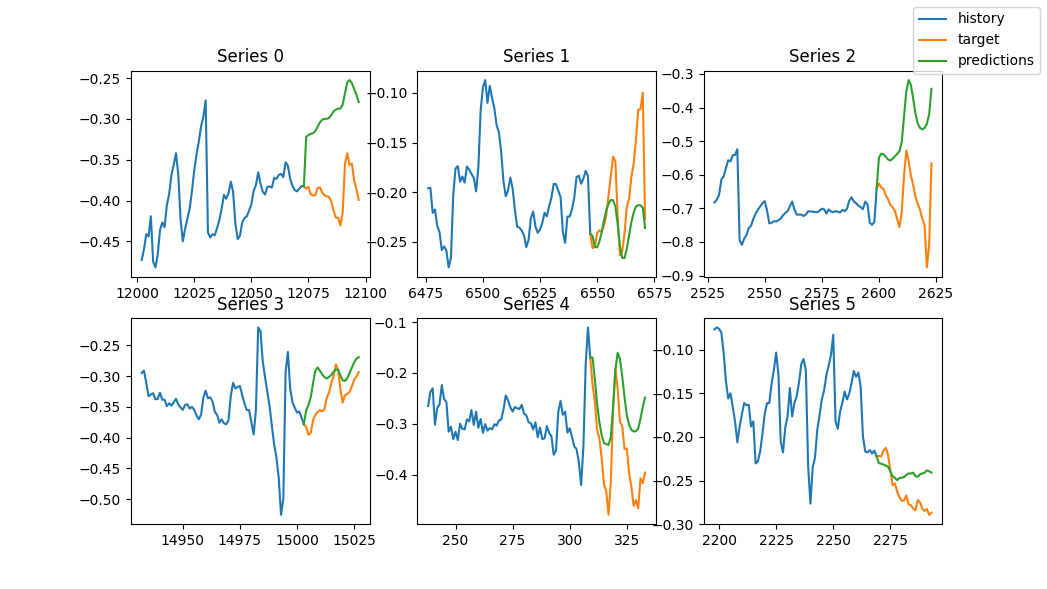 history
target
predictions
Series 0
−0.25
−0.30
−0.35
−0.40
−0.45
12000 12025 12050 12075 12100
Series 1
−0.10
−0.15
−0.20
−0.25
6475 6500 6525 6550 6575
Series 2
−0.3
−0.4
−0.5
−0.6
−0.7
−0.8
−0.9
2525 2550 2575 2600 2625
Series 3
−0.25
−0.30
−0.35
−0.40
−0.45
−0.50
14950 14975 15000 15025
Series 4
−0.1
−0.2
−0.3
−0.4
250 275 300 325
Series 5
−0.10
−0.15
−0.20
−0.25
−0.30
2200 2225 2250 2275